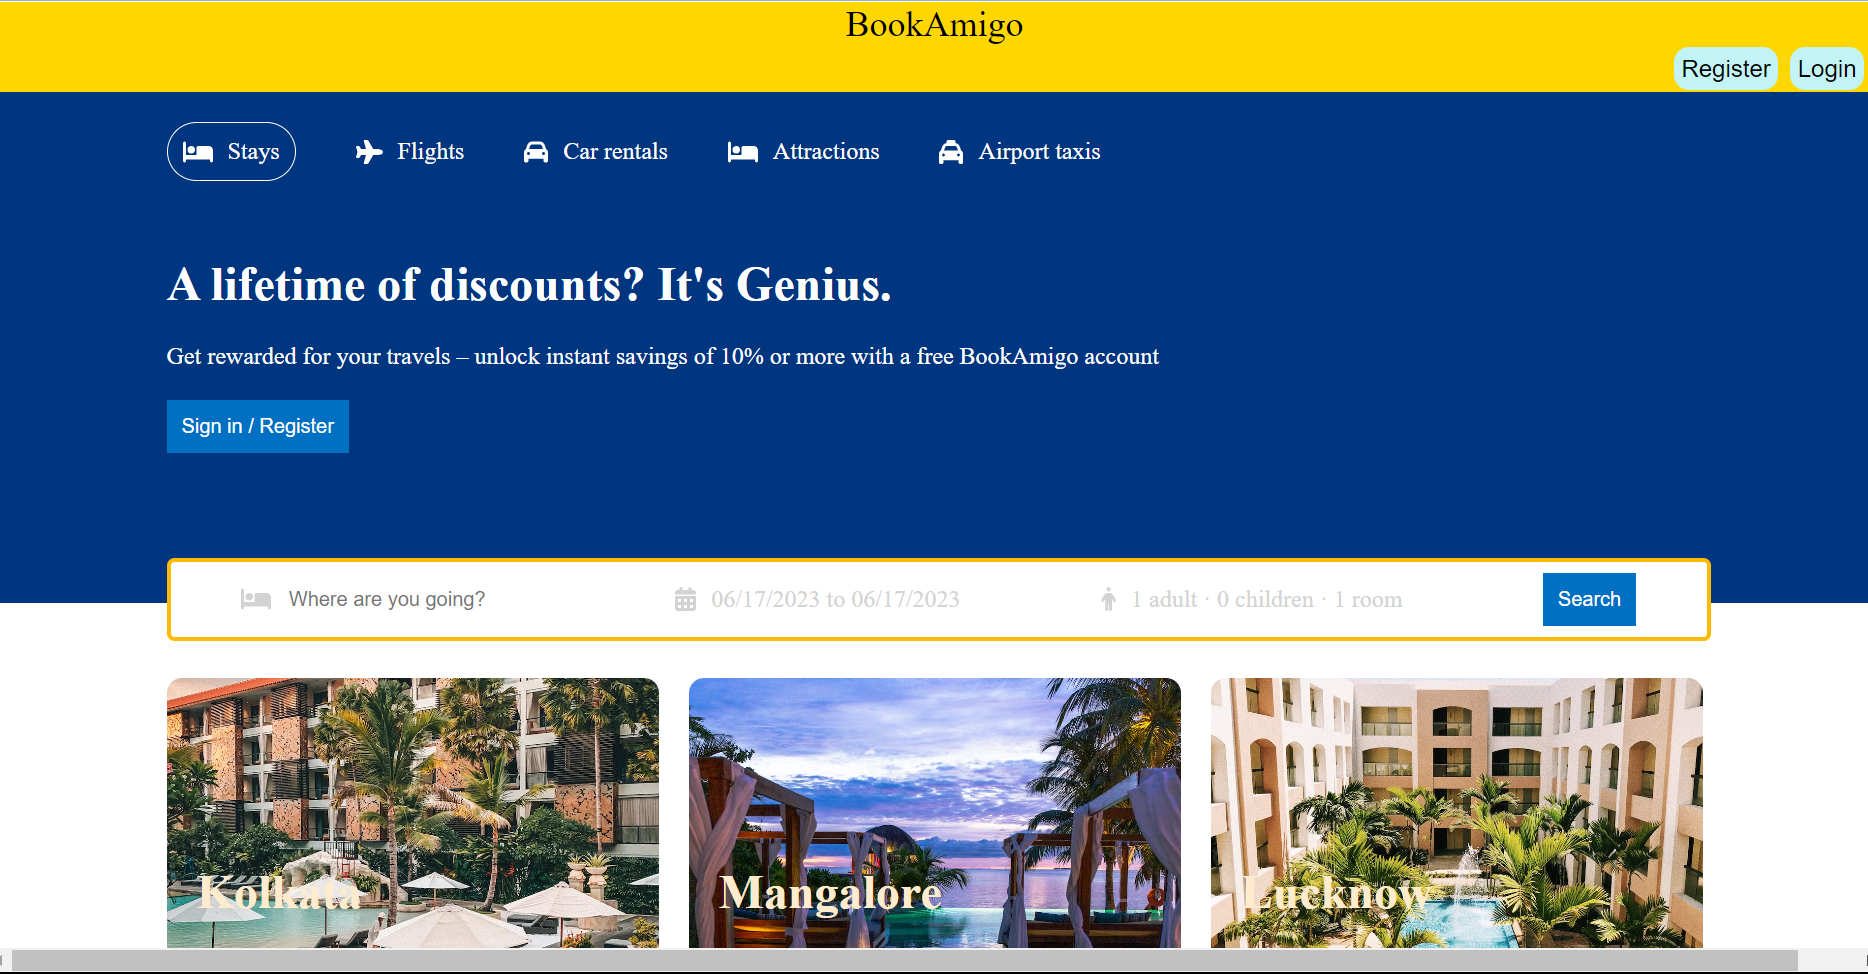 BookAmigo
Register Login
Stays Flights Car rentals Attractions Airport taxis
A lifetime of discounts? It's Genius.
Get rewarded for your travels – unlock instant savings of 10% or more with a free BookAmigo account
Sign in / Register
Where are you going? 06/17/2023 to 06/17/2023 1 adult · 0 children · 1 room Search
Kolkata Mangalore Lucknow